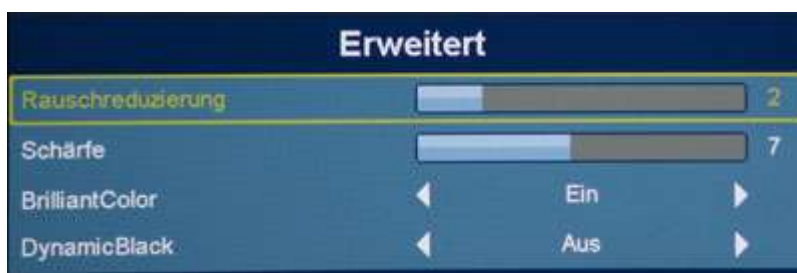 Erweitert
Rauschreduzierung 2
Schärfe 7
BrilliantColor Ein
DynamicBlack Aus